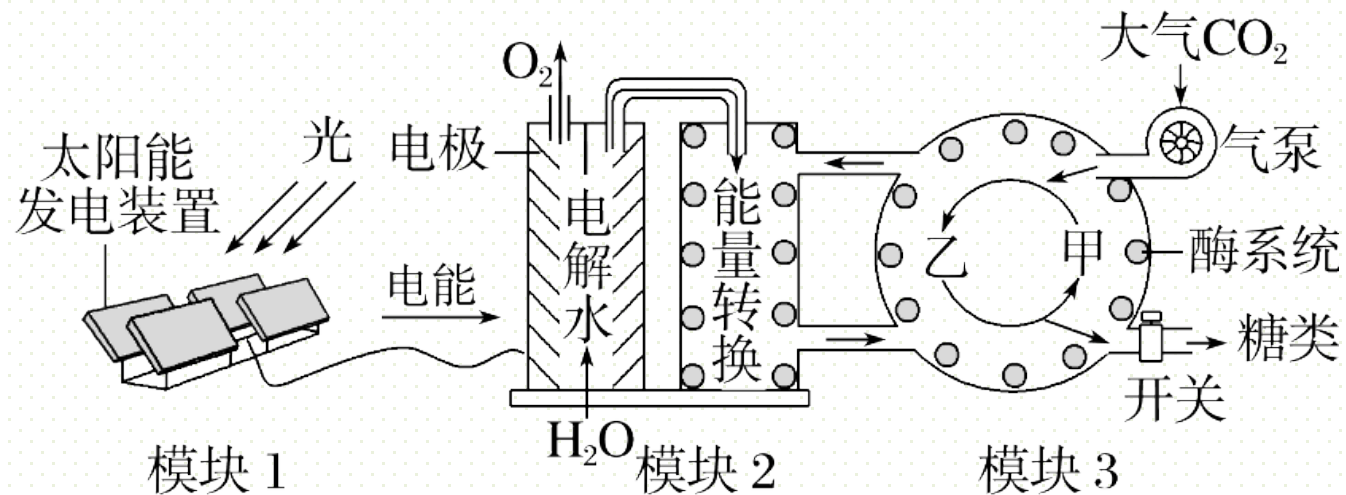 大气CO₂
O₂
太阳能
发电装置
光
电极
气泵
电解水
能量转换
乙
甲
酶系统
电能
糖类
开关
H₂O
模块1
模块2
模块3